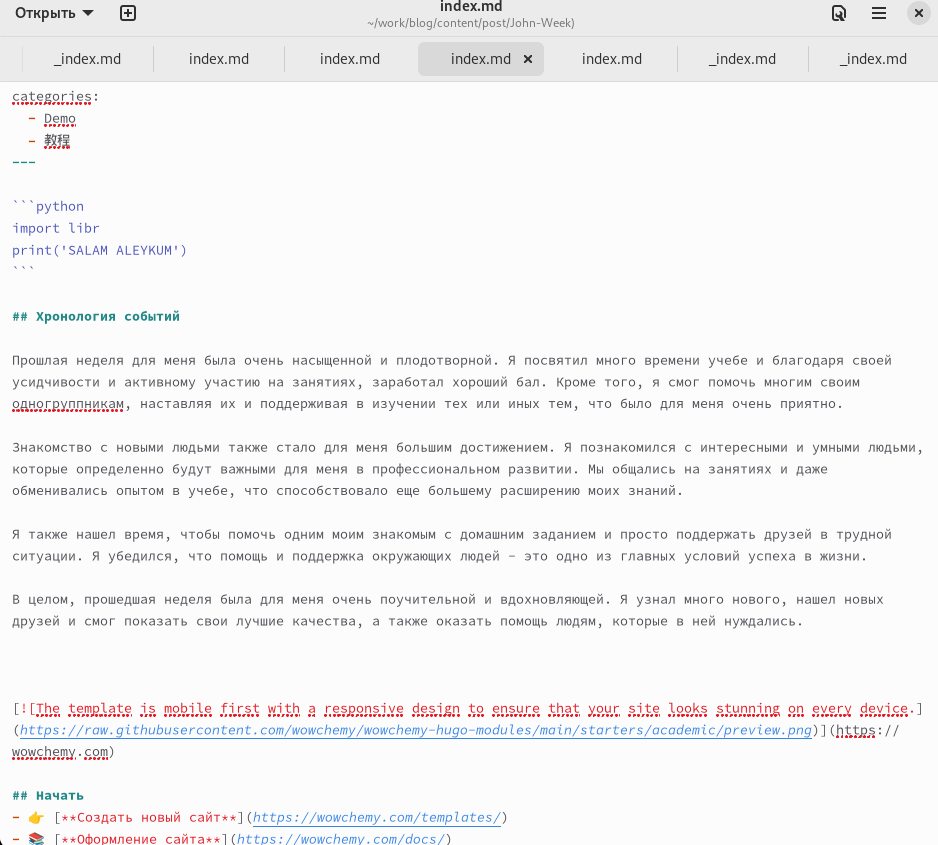 Открыть
index.md
~/work/blog/content/post/John-Week)
_index.md index.md index.md index.md index.md _index.md _index.md
categories:
- Demo
- 教程
---
```python
import libr
print('SALAM ALEYKUM')
```
## Хронология событий
Прошлая неделя для меня была очень насыщенной и плодотворной. Я посвятил много времени учебе и благодаря своей
усидчивости и активному участию на занятиях, заработал хороший бал. Кроме того, я смог помочь многим своим
одногруппникам, наставляя их и поддерживая в изучении тех или иных тем, что было для меня очень приятно.
Знакомство с новыми людьми также стало для меня большим достижением. Я познакомился с интересными и умными людьми,
которые определенно будут важными для меня в профессиональном развитии. Мы общались на занятиях и даже
обменивались опытом в учебе, что способствовало еще большему расширению моих знаний.
Я также нашел время, чтобы помочь одним моим знакомым с домашним заданием и просто поддержать друзей в трудной
ситуации. Я убедился, что помощь и поддержка окружающих людей – это одно из главных условий успеха в жизни.
В целом, прошедшая неделя была для меня очень поучительной и вдохновляющей. Я узнал много нового, нашел новых
друзей и смог показать свои лучшие качества, а также оказать помощь людям, которые в ней нуждались.
[![The template is mobile first with a responsive design to ensure that your site looks stunning on every device.]
(https://raw.githubusercontent.com/wowchemy/wowchemy-hugo-modules/main/starters/academic/preview.png)](https://
wowchemy.com)
## Начать
- 👉 [**Создать новый сайт**](https://wowchemy.com/templates/)
- 📚 [**Оформление сайта**](https://wowchemy.com/docs/)